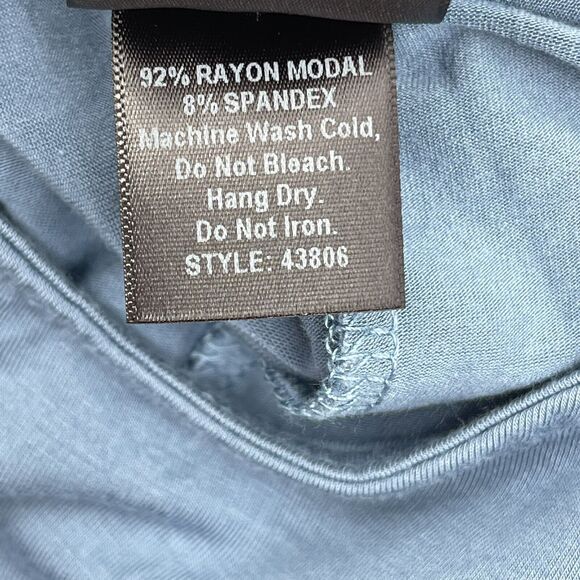 92% RAYON MODAL
8% SPANDEX
Machine Wash Cold,
Do Not Bleach.
Hang Dry.
Do Not Iron.
STYLE: 43806